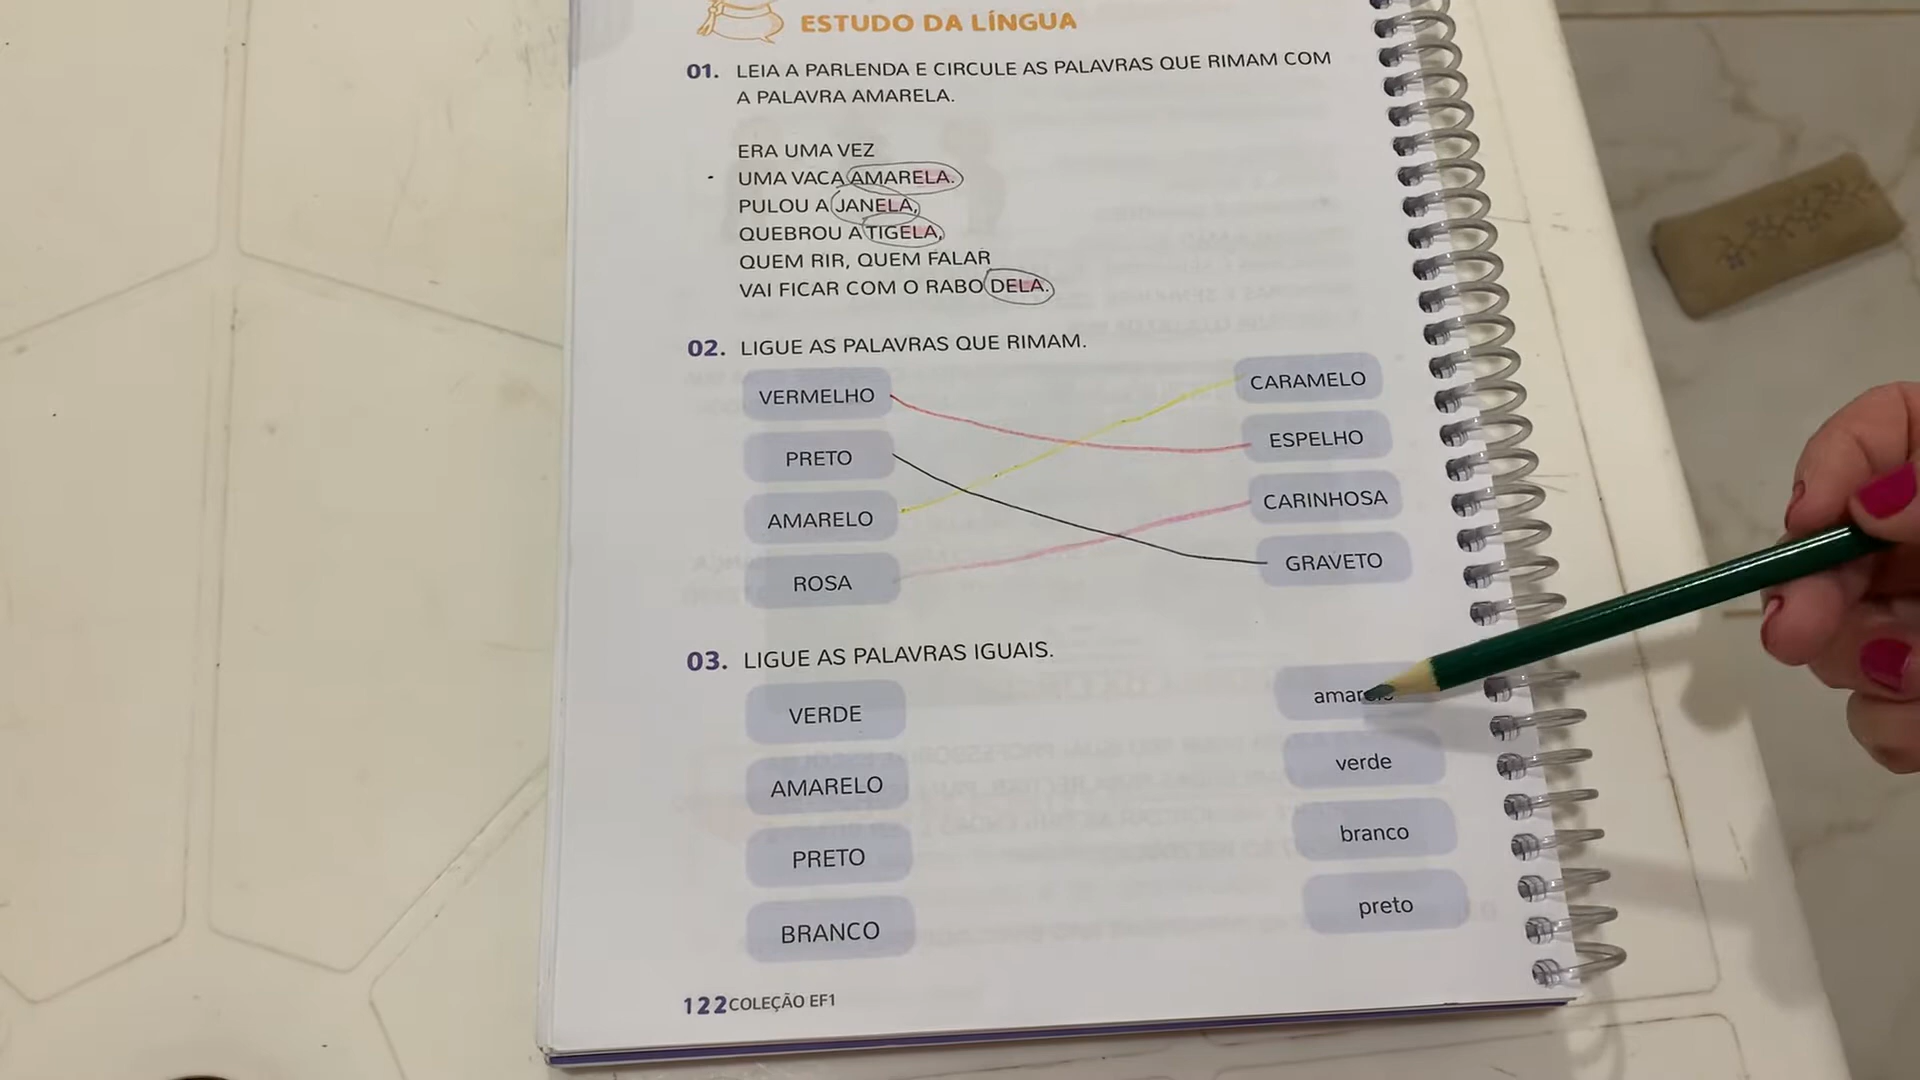 ESTUDO DA LÍNGUA
01. LEIA A PARLENDA E CIRCULE AS PALAVRAS QUE RIMAM COM
A PALAVRA AMARELA.
ERA UMA VEZ
UMA VACA AMARELA.
PULOU A JANELA,
QUEBROU A TIGELA,
QUEM RIR, QUEM FALAR
VAI FICAR COM O RABO DELA.
02. LIGUE AS PALAVRAS QUE RIMAM.
VERMELHO CARAMELO
PRETO ESPELHO
AMARELO CARINHOSA
ROSA GRAVETO
03. LIGUE AS PALAVRAS IGUAIS.
VERDE amarelo
AMARELO verde
PRETO branco
BRANCO preto
122 COLEÇÃO EF1